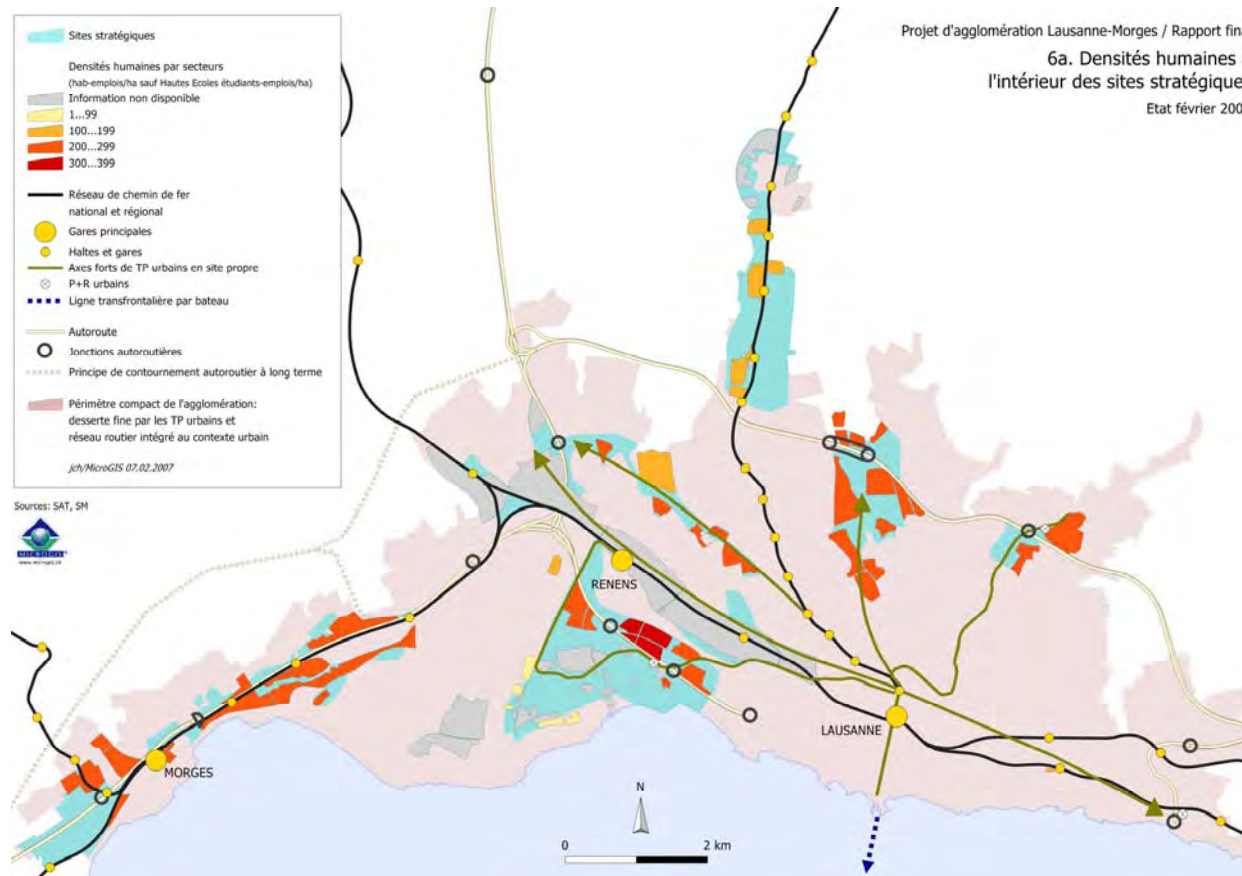 Sites stratégiques
Densités humaines par secteurs
(hab-emplois/ha sauf Hautes Ecoles étudiants-emplois/ha)
Information non disponible
1...99
100...199
200...299
300...399
Réseau de chemin de fer
national et régional
Gares principales
Haltes et gares
Axes forts de TP urbains en site propre
P+R urbains
Ligne transfrontalière par bateau
Autoroute
Jonctions autoroutières
Principe de contournement autoroutier à long terme
Périmètre compact de l'agglomération:
desserte fine par les TP urbains et
réseau routier intégré au contexte urbain
jch/MicroGIS 07.02.2007
Sources: SAT, SM
MICROGIS
www.microgis.ch
Projet d'agglomération Lausanne-Morges / Rapport fina
6a. Densités humaines
l'intérieur des sites stratégique
Etat février 200
RENENS
LAUSANNE
MORGES
N
0 2 km